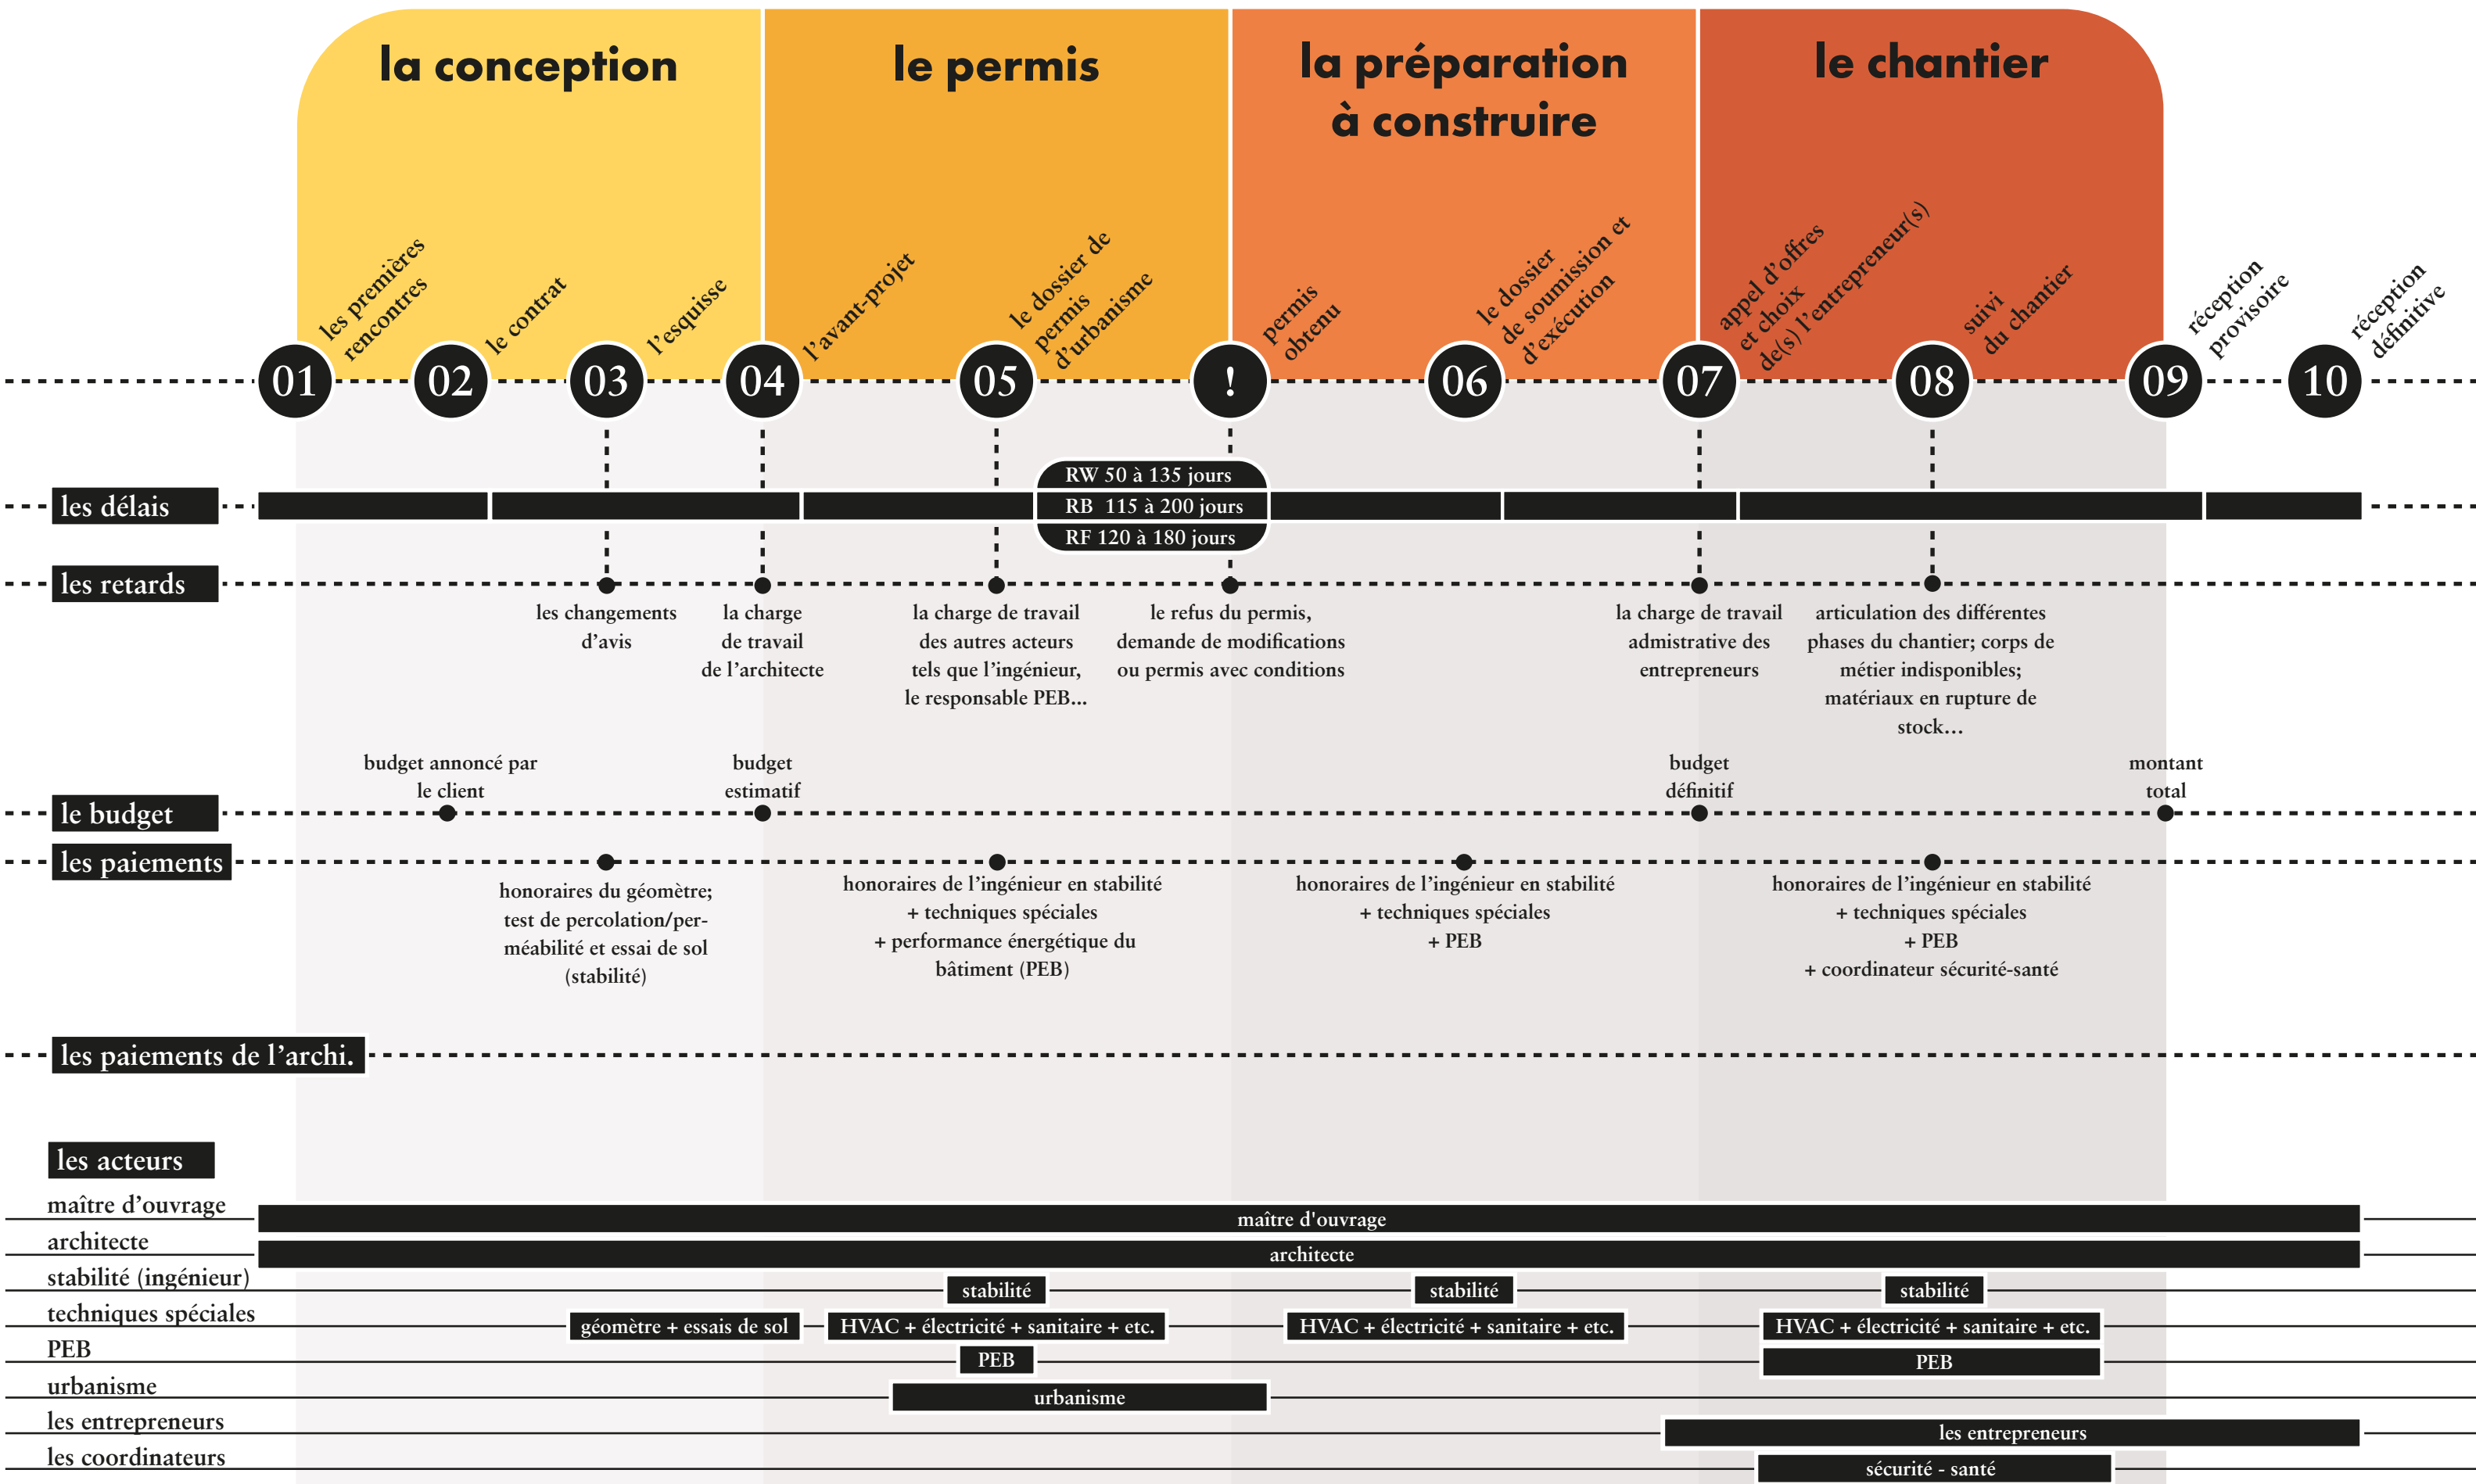 la conception
le permis
la préparation
à construire
le chantier
les premières
rencontres
le contrat
l'esquisse
l'avant-projet
le dossier de
permis
d'urbanisme
permis
obtenu
le dossier
de soumission et
d'exécution
appel d'offres
et choix
de(s) l'entrepreneur(s)
suivi
du chantier
réception
provisoire
réception
définitive
01
02
03
04
05
!
06
07
08
09
10
les délais
RW 50 à 135 jours
RB 115 à 200 jours
RF 120 à 180 jours
les retards
les changements
d'avis
la charge
de travail
de l'architecte
la charge de travail
des autres acteurs
tels que l'ingénieur,
le responsable PEB...
le refus du permis,
demande de modifications
ou permis avec conditions
la charge de travail
admistrative des
entrepreneurs
articulation des différentes
phases du chantier; corps de
métier indisponibles;
matériaux en rupture de
stock…
le budget
budget annoncé par
le client
budget
estimatif
budget
définitif
montant
total
les paiements
honoraires du géomètre;
test de percolation/per-
méabilité et essai de sol
(stabilité)
honoraires de l'ingénieur en stabilité
+ techniques spéciales
+ performance énergétique du
bâtiment (PEB)
honoraires de l'ingénieur en stabilité
+ techniques spéciales
+ PEB
honoraires de l'ingénieur en stabilité
+ techniques spéciales
+ PEB
+ coordinateur sécurité-santé
les paiements de l'archi.
les acteurs
maître d'ouvrage
maître d'ouvrage
architecte
architecte
stabilité (ingénieur)
stabilité
stabilité
stabilité
techniques spéciales
géomètre + essais de sol
HVAC + électricité + sanitaire + etc.
HVAC + électricité + sanitaire + etc.
HVAC + électricité + sanitaire + etc.
PEB
PEB
PEB
urbanisme
urbanisme
les entrepreneurs
les entrepreneurs
les coordinateurs
sécurité - santé